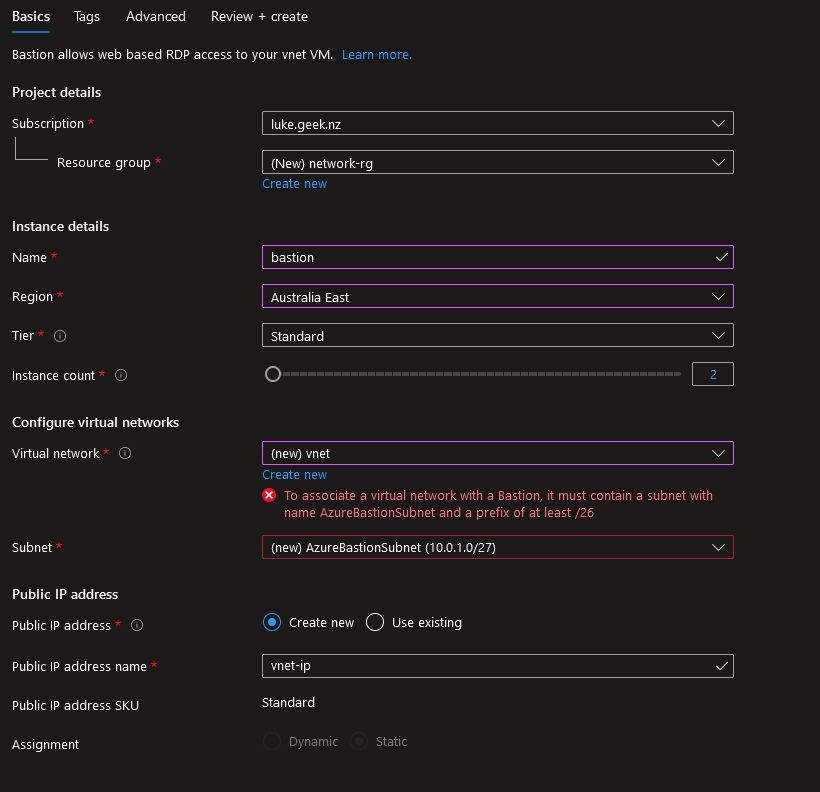 Basics Tags Advanced Review + create
Bastion allows web based RDP access to your vnet VM. Learn more.
Project details
Subscription * luke.geek.nz
Resource group * (New) network-rg
Create new
Instance details
Name * bastion
Region * Australia East
Tier * Standard
Instance count * 2
Configure virtual networks
Virtual network * (new) vnet
Create new
To associate a virtual network with a Bastion, it must contain a subnet with
name AzureBastionSubnet and a prefix of at least /26
Subnet * (new) AzureBastionSubnet (10.0.1.0/27)
Public IP address
Public IP address * Create new Use existing
Public IP address name * vnet-ip
Public IP address SKU Standard
Assignment Dynamic Static